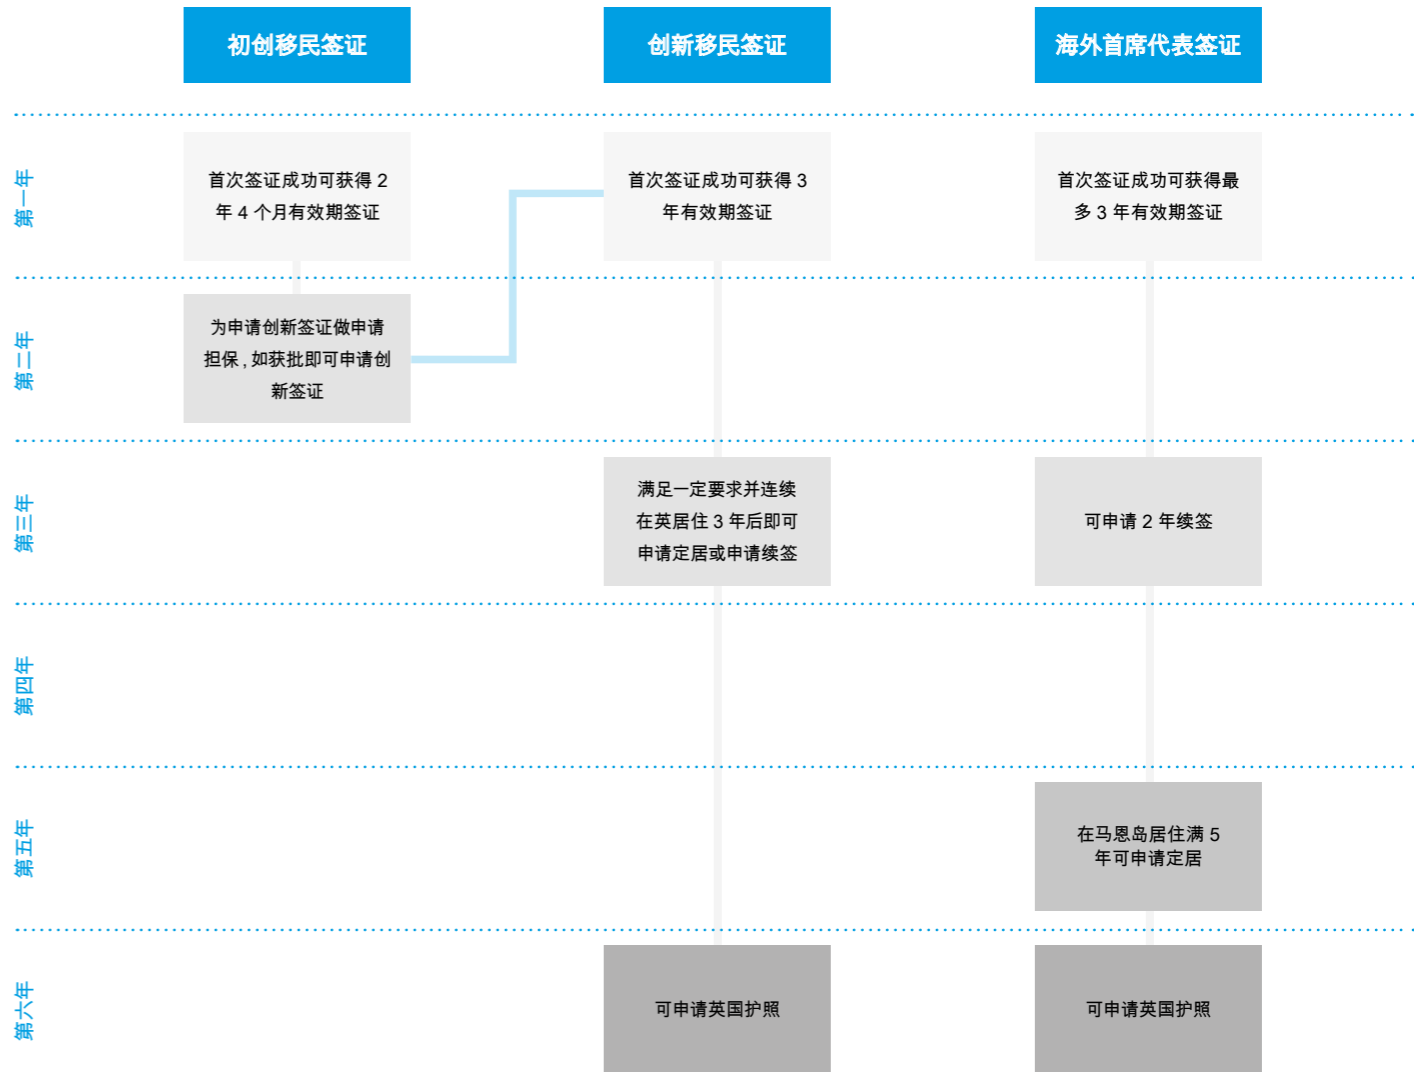 初创移民签证
创新移民签证
海外首席代表签证
第一年
首次签证成功可获得 2
年 4 个月有效期签证
首次签证成功可获得 3
年有效期签证
首次签证成功可获得最
多 3 年有效期签证
第二年
为申请创新签证做申请
担保 , 如获批即可申请创
新签证
第三年
满足一定要求并连续
在英居住 3 年后即可
申请定居或申请续签
可申请 2 年续签
第四年
第五年
在马恩岛居住满 5
年可申请定居
第六年
可申请英国护照
可申请英国护照